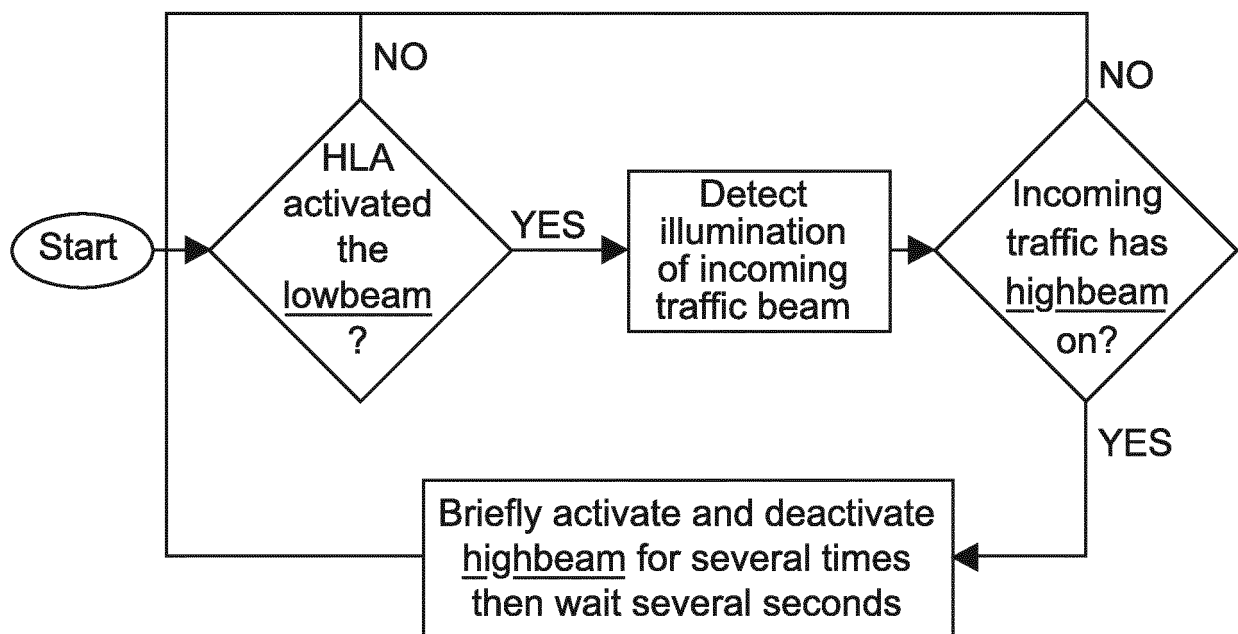 NO
NO
HLA
activated
the
lowbeam
?
Start
YES
Detect
illumination
of incoming
traffic beam
Incoming
traffic has
highbeam
on?
YES
Briefly activate and deactivate
highbeam for several times
then wait several seconds